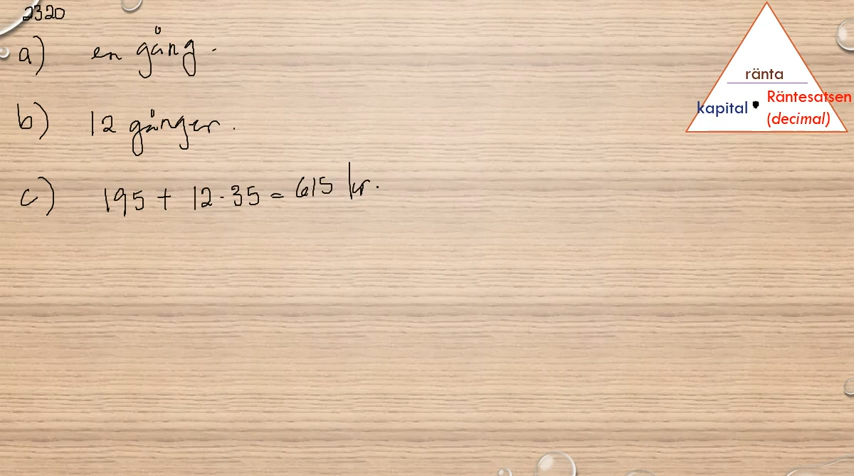 2320
a) en gång.
b) 12 gånger.
c) 195 + 12·35 = 615 kr.
ränta
kapital • Räntesatsen
(decimal)